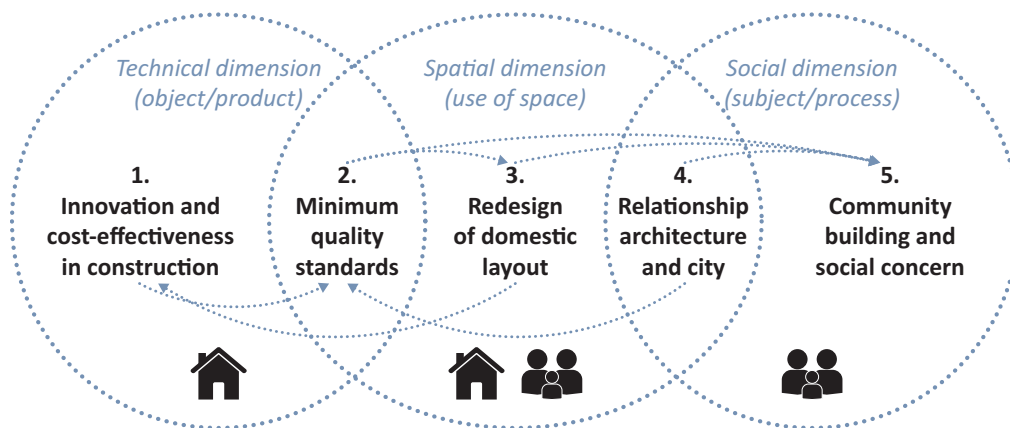 Technical dimension
(object/product)
Spatial dimension
(use of space)
Social dimension
(subject/process)
1.
Innovation and
cost-effectiveness
in construction
2.
Minimum
quality
standards
3.
Redesign
of domestic
layout
4.
Relationship
architecture
and city
5.
Community
building and
social concern